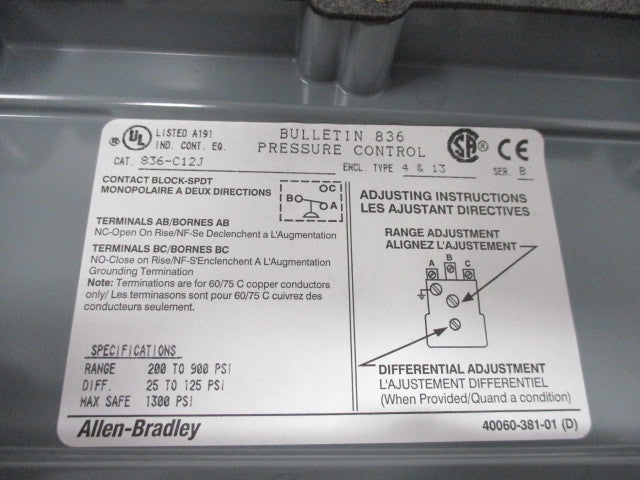 UL LISTED A191
IND. CONT. EQ.
BULLETIN 836
PRESSURE CONTROL
SA CE
CAT. 836-C12J
ENCL. TYPE 4 & 13
SER. B
CONTACT BLOCK-SPDT
MONOPOLAIRE A DEUX DIRECTIONS
B C A
TERMINALS AB/BORNES AB
NC-Open On Rise/NF-Se Declenchent a L'Augmentation
TERMINALS BC/BORNES BC
NO-Close on Rise/NF-S'Enclenchent A L'Augmentation
Grounding Termination
Note: Terminations are for 60/75 C copper conductors
only/ Les terminasons sont pour 60/75 C cuivrez des
conducteurs seulement.
SPECIFICATIONS
RANGE 200 TO 900 PSI
DIFF. 25 TO 125 PSI
MAX SAFE 1300 PSI
ADJUSTING INSTRUCTIONS
LES AJUSTANT DIRECTIVES
RANGE ADJUSTMENT
ALIGNEZ L'AJUSTEMENT
A B C
DIFFERENTIAL ADJUSTMENT
L'AJUSTEMENT DIFFERENTIEL
(When Provided/Quand a condition)
Allen-Bradley
40060-381-01 (D)